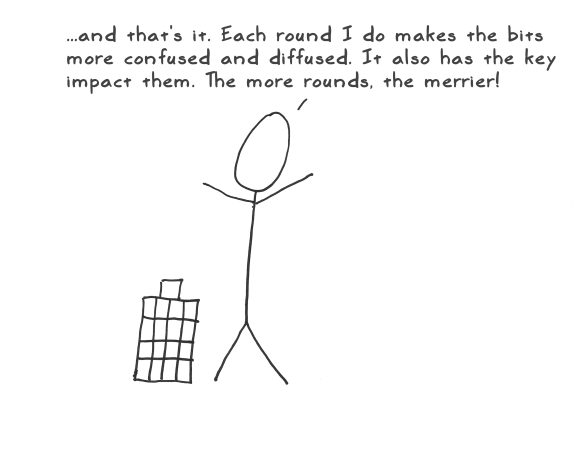 ...and that's it. Each round I do makes the bits
more confused and diffused. It also has the key
impact them. The more rounds, the merrier!